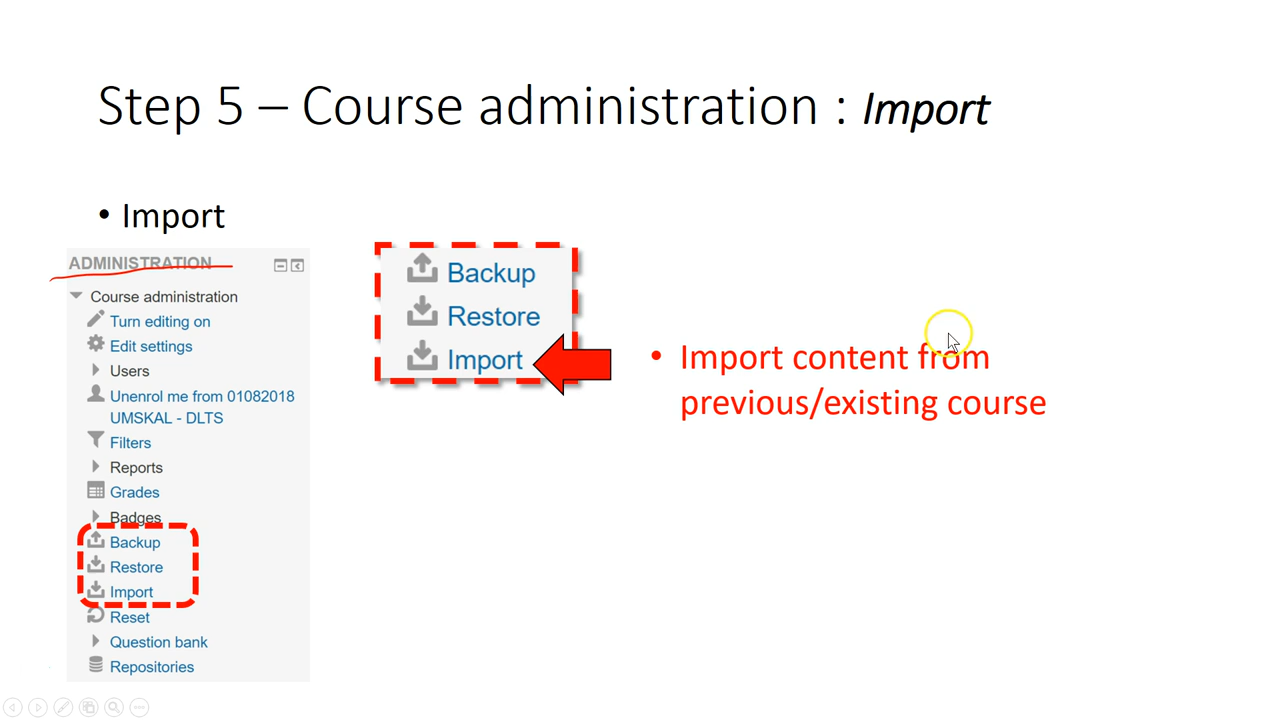 Step 5 – Course administration : Import
• Import
ADMINISTRATION
Course administration
Turn editing on
Edit settings
Users
Unenrol me from 01082018
UMSKAL - DLTS
Filters
Reports
Grades
Badges
Backup
Restore
Import
Reset
Question bank
Repositories
Backup
Restore
Import
• Import content from
previous/existing course